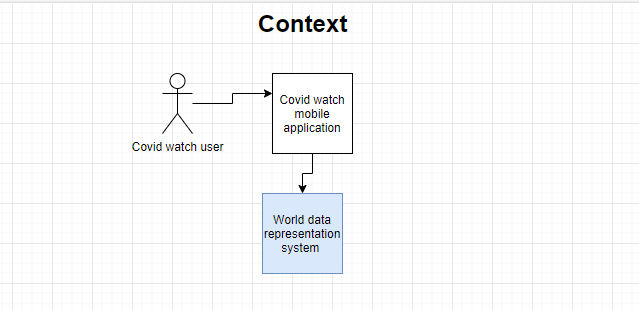 Context
Covid watch
mobile
application
Covid watch user
World data
representation
system